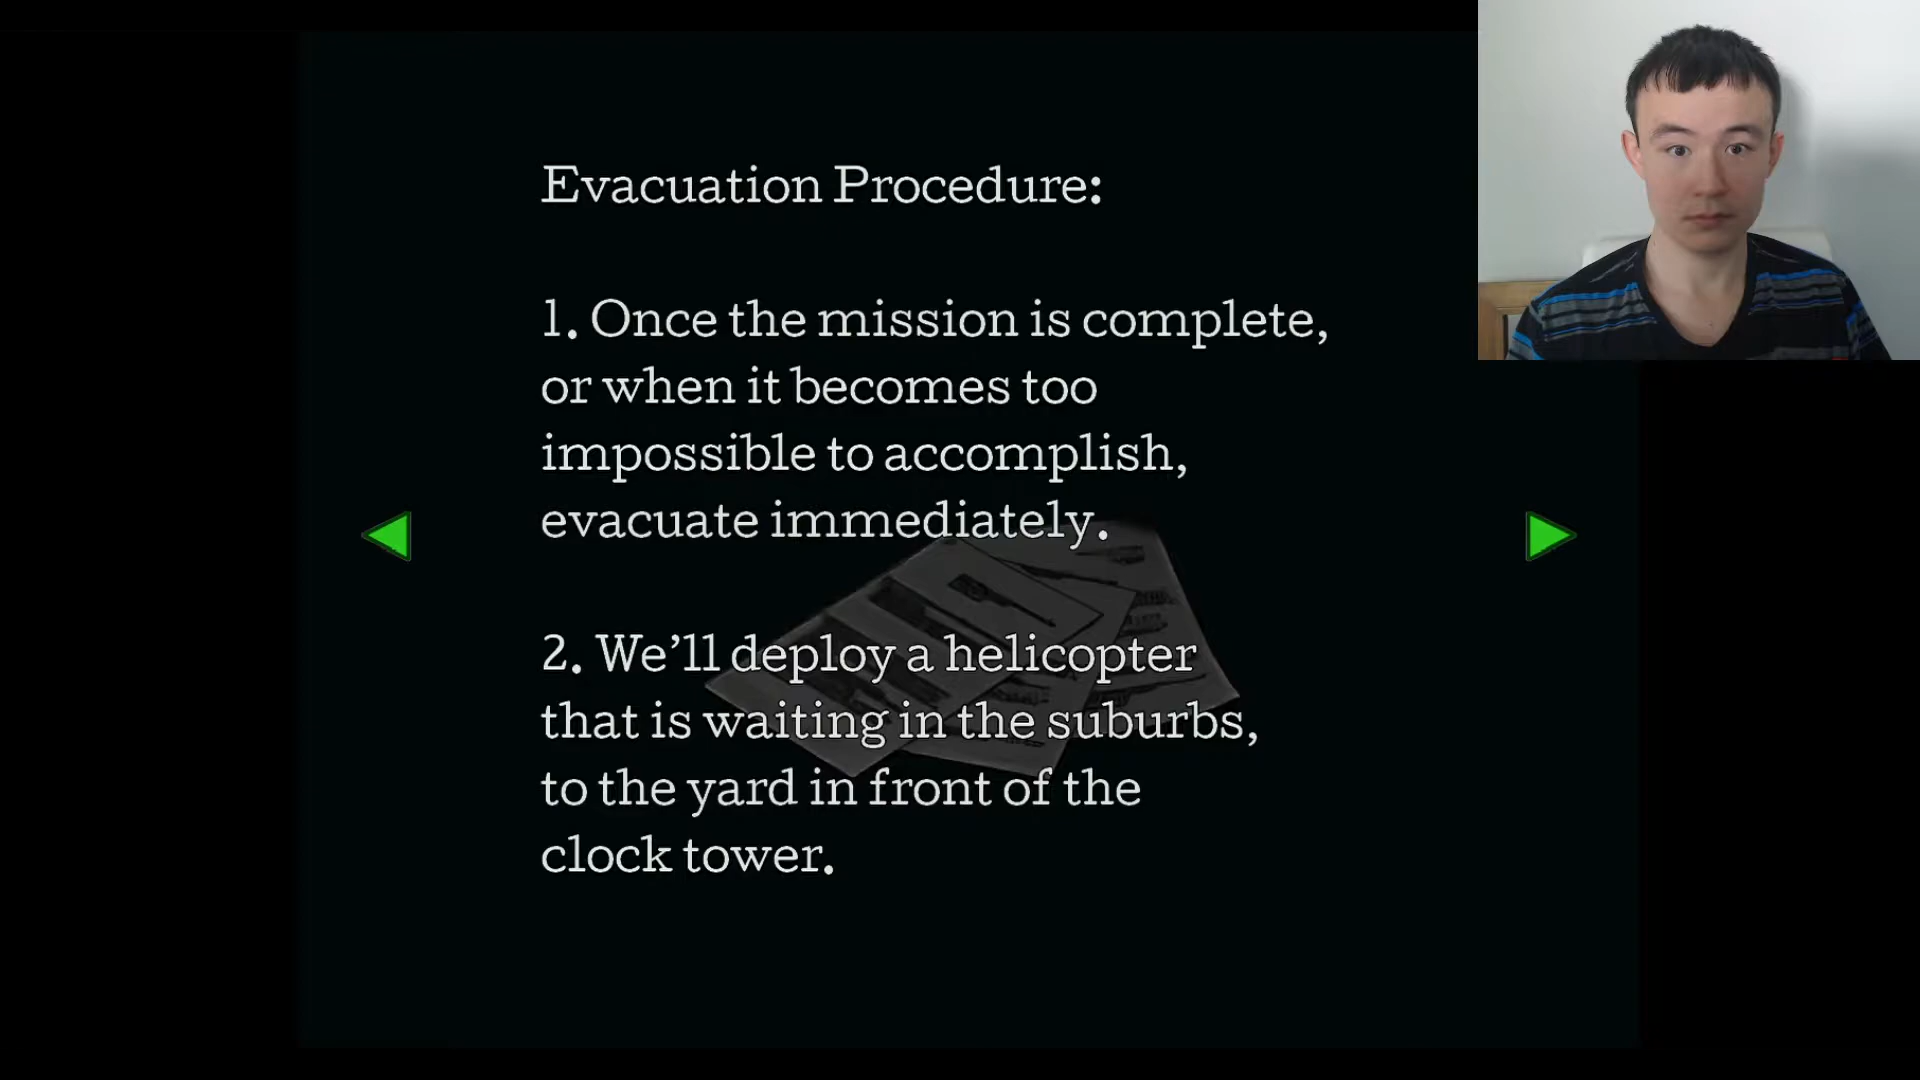 Evacuation Procedure:
1. Once the mission is complete,
or when it becomes too
impossible to accomplish,
evacuate immediately.
2. We'll deploy a helicopter
that is waiting in the suburbs,
to the yard in front of the
clock tower.